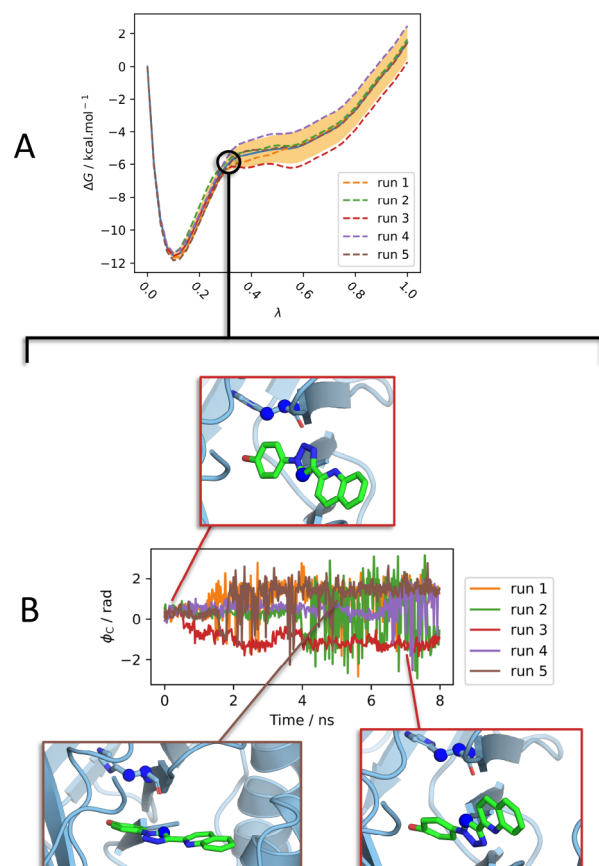 A
ΔG / kcal.mol⁻¹
0
−2
−4
−6
−8
−10
−12
run 1
run 2
run 3
run 4
run 5
0.0
0.2
0.4
0.6
0.8
1.0
λ
B
ϕC / rad
2
0
−2
run 1
run 2
run 3
run 4
run 5
0
2
4
6
8
Time / ns